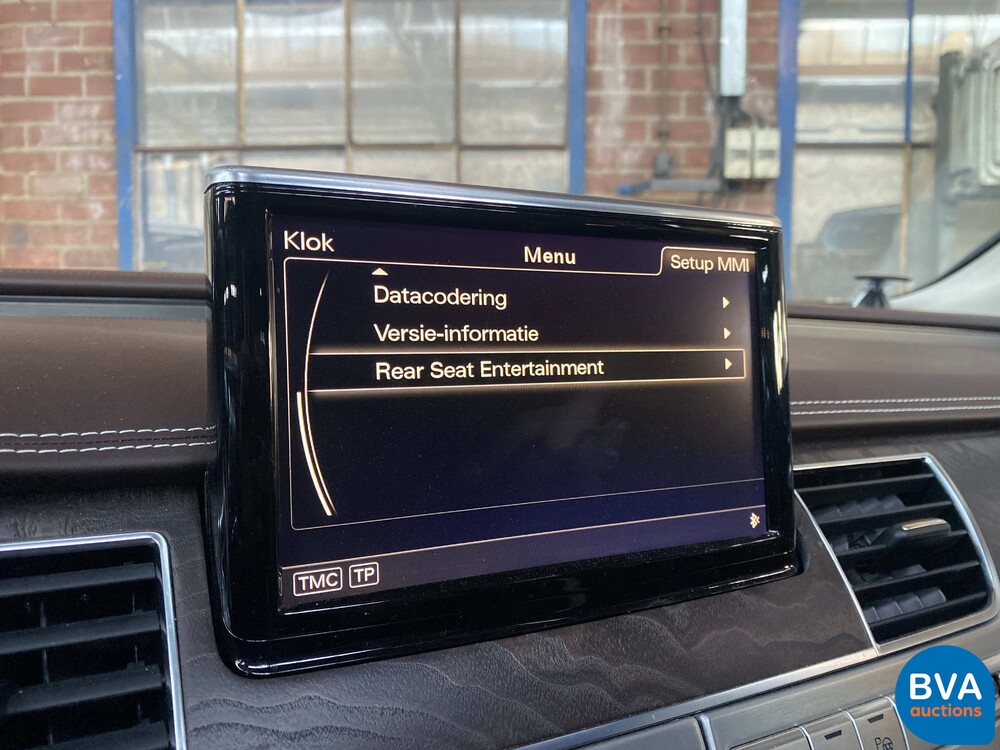 Klok
Menu
Setup MMI
Datacodering
Versie-informatie
Rear Seat Entertainment
TMC TP
BVA
auctions
P